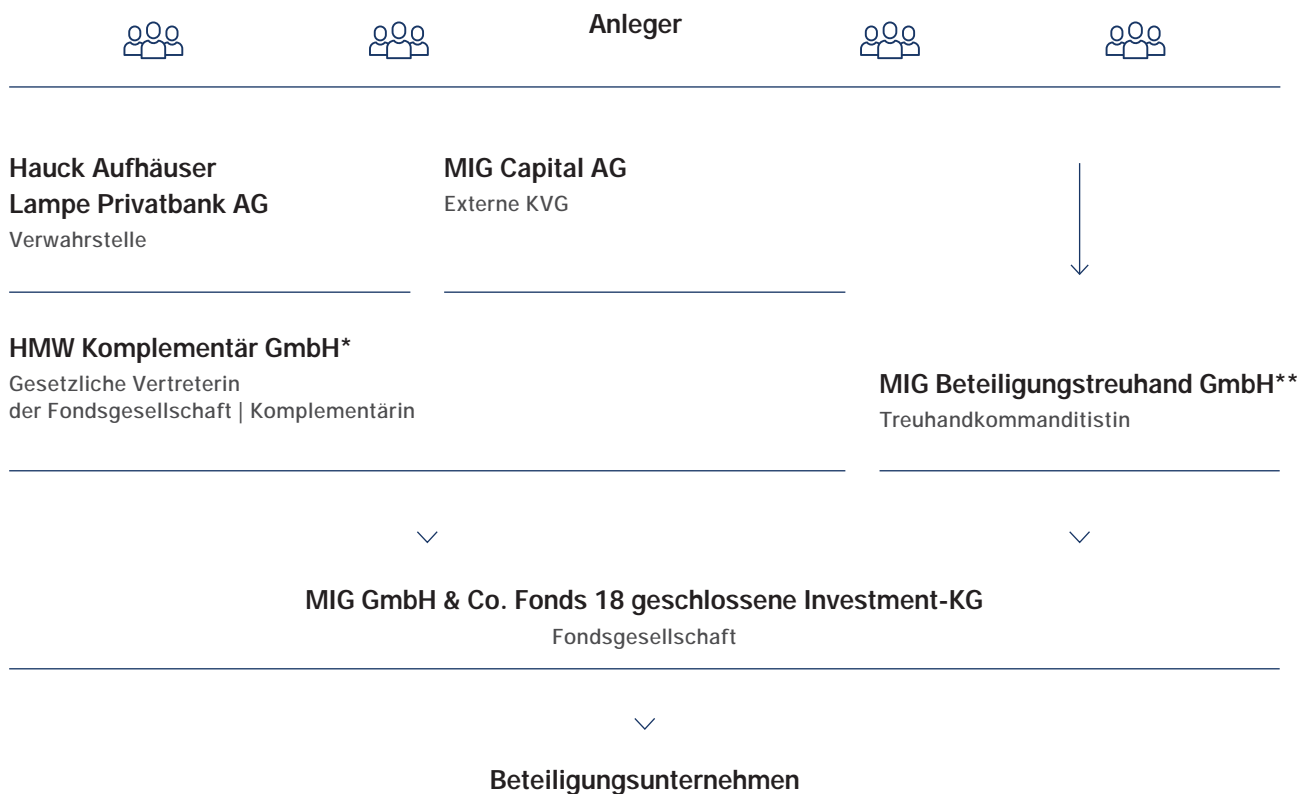 Anleger
Hauck Aufhäuser
Lampe Privatbank AG
Verwahrstelle
MIG Capital AG
Externe KVG
HMW Komplementär GmbH*
Gesetzliche Vertreterin
der Fondsgesellschaft | Komplementärin
MIG Beteiligungstreuhand GmbH**
Treuhandkommanditistin
MIG GmbH & Co. Fonds 18 geschlossene Investment-KG
Fondsgesellschaft
Beteiligungsunternehmen